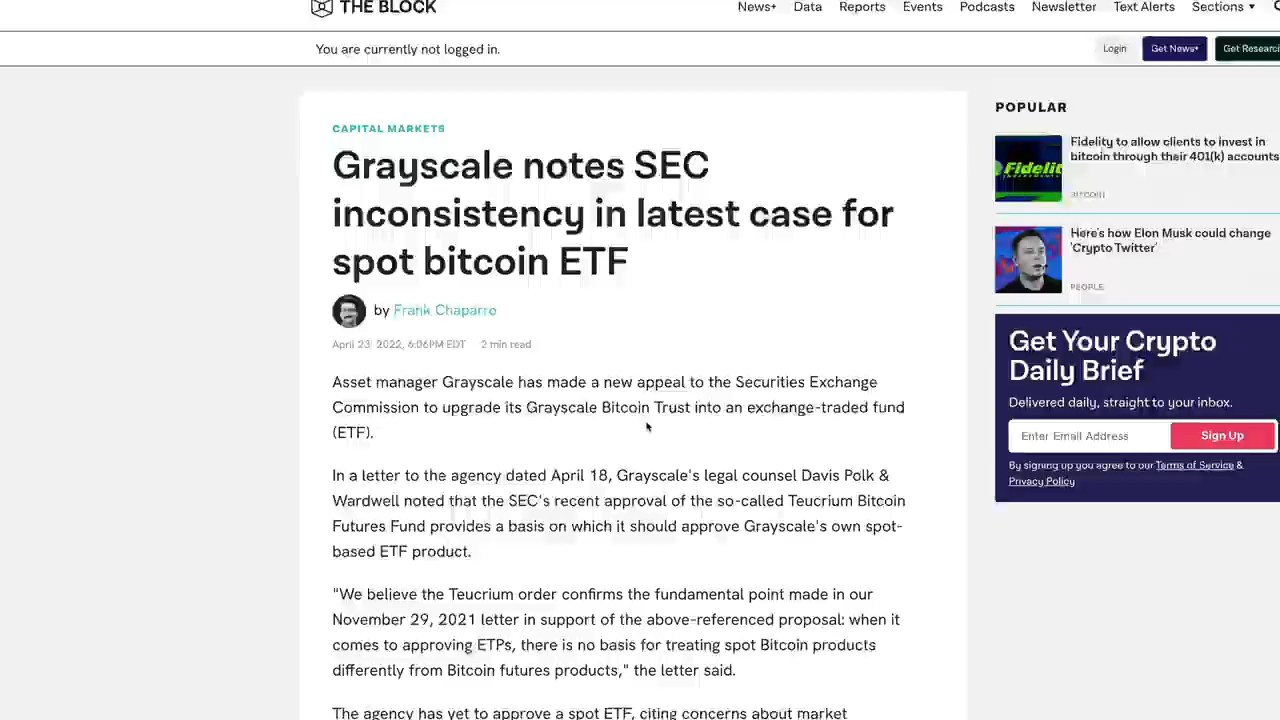 THE BLOCK
News+ Data Reports Events Podcasts Newsletter Text Alerts Sections
You are currently not logged in.
Login Get News+ Get Researc
CAPITAL MARKETS
Grayscale notes SEC
inconsistency in latest case for
spot bitcoin ETF
by Frank Chaparro
April 23, 2022, 6:06PM EDT 2 min read
Asset manager Grayscale has made a new appeal to the Securities Exchange
Commission to upgrade its Grayscale Bitcoin Trust into an exchange-traded fund
(ETF).
In a letter to the agency dated April 18, Grayscale's legal counsel Davis Polk &
Wardwell noted that the SEC's recent approval of the so-called Teucrium Bitcoin
Futures Fund provides a basis on which it should approve Grayscale's own spot-
based ETF product.
"We believe the Teucrium order confirms the fundamental point made in our
November 29, 2021 letter in support of the above-referenced proposal: when it
comes to approving ETPs, there is no basis for treating spot Bitcoin products
differently from Bitcoin futures products," the letter said.
The agency has yet to approve a spot ETF, citing concerns about market
POPULAR
Fidelit
Fidelity to allow clients to invest in
bitcoin through their 401(k) accounts
BITCOIN
Here's how Elon Musk could change
'Crypto Twitter'
PEOPLE
Get Your Crypto
Daily Brief
Delivered daily, straight to your inbox.
Enter Email Address Sign Up
By signing up you agree to our Terms of Service &
Privacy Policy